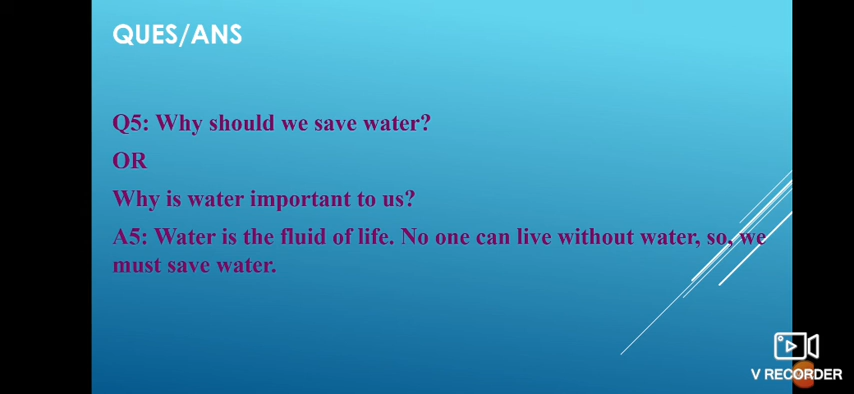 QUES/ANS
Q5: Why should we save water?
OR
Why is water important to us?
A5: Water is the fluid of life. No one can live without water, so, we
must save water.
V RECORDER